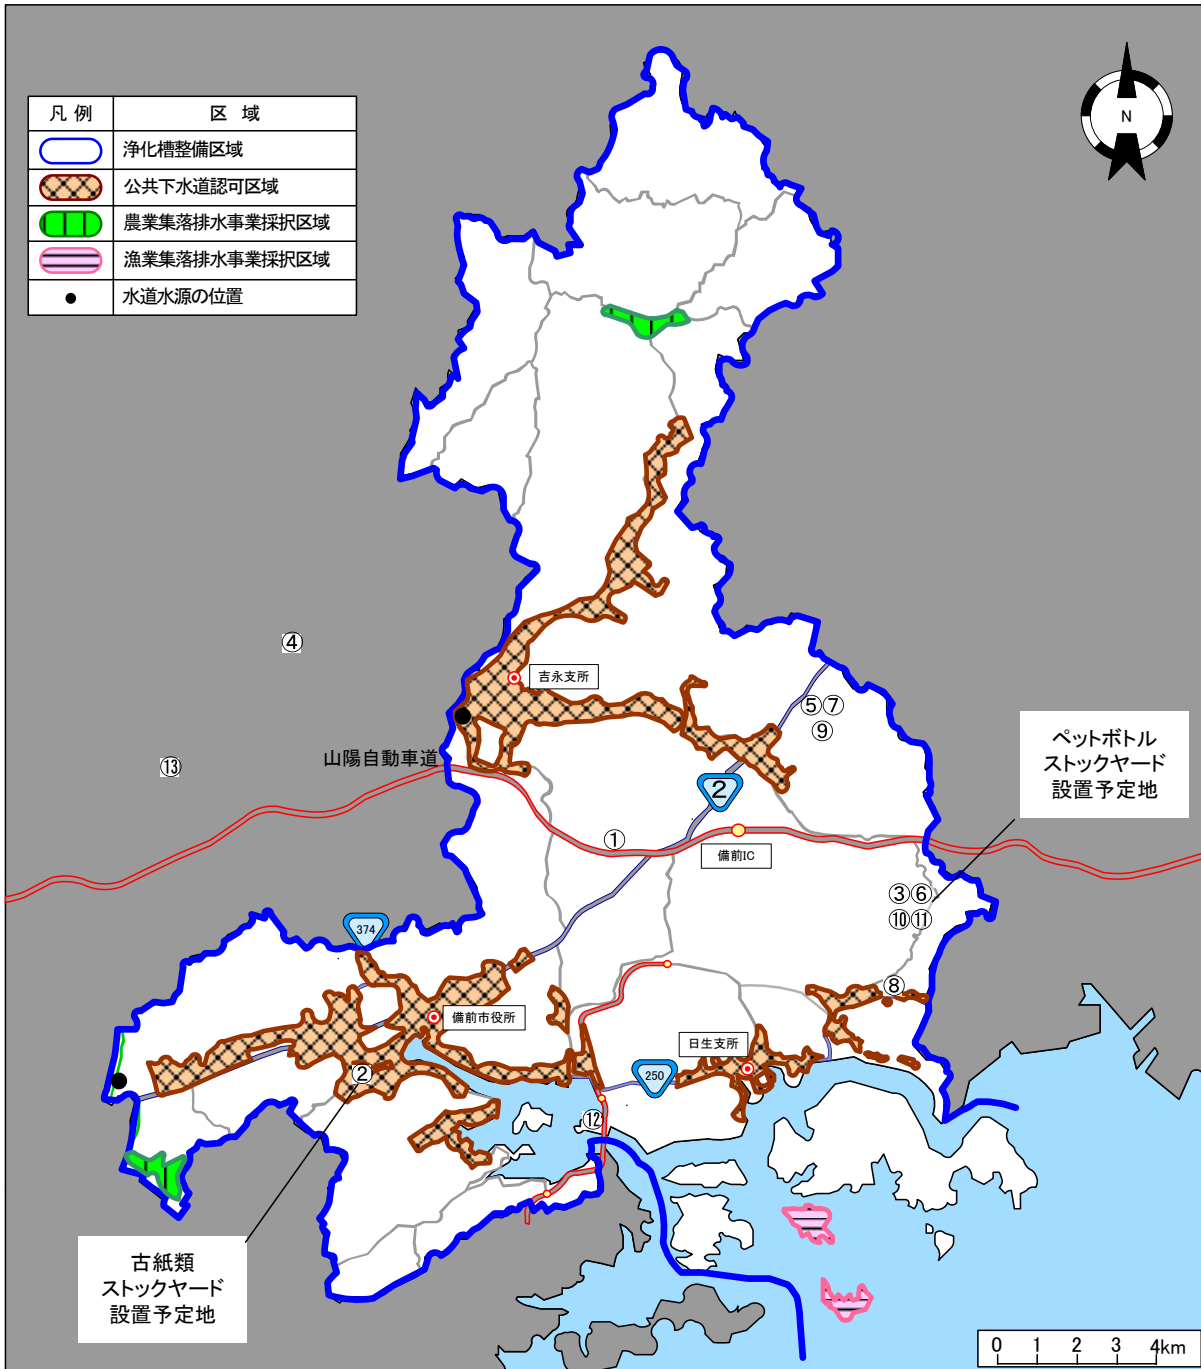 凡 例 区 域
浄化槽整備区域
公共下水道認可区域
農業集落排水事業採択区域
漁業集落排水事業採択区域
水道水源の位置
N
④
吉永支所
⑤⑦
⑨
ペットボトル
ストックヤード
設置予定地
山陽自動車道
⑬
2
①
備前IC
③⑥
⑩⑪
374
⑧
備前市役所
日生支所
②
250
⑫
古紙類
ストックヤード
設置予定地
0 1 2 3 4km